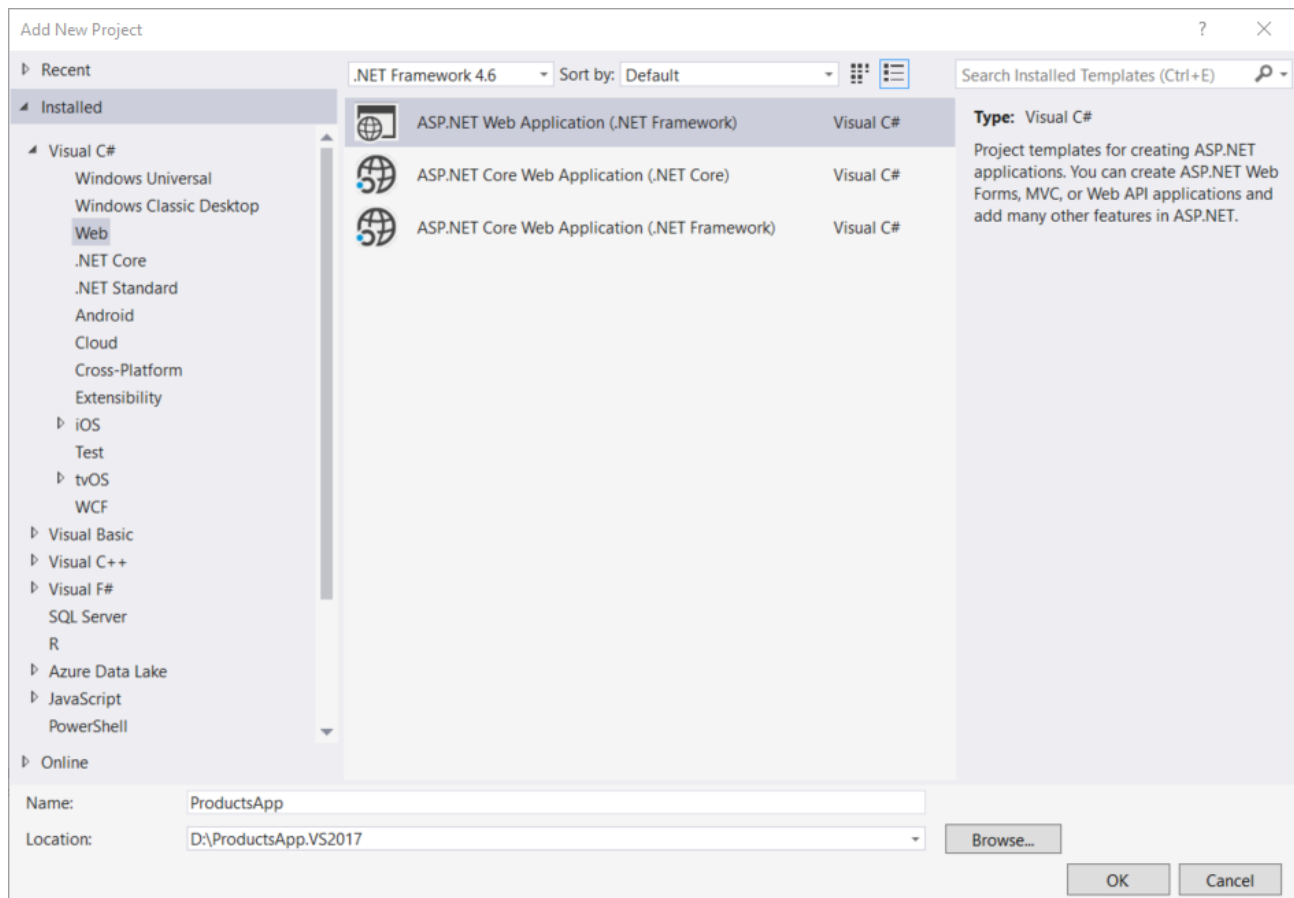 Add New Project
?
Recent
.NET Framework 4.6
Sort by:
Default
Search Installed Templates (Ctrl+E)
Installed
Visual C#
Windows Universal
Windows Classic Desktop
Web
.NET Core
.NET Standard
Android
Cloud
Cross-Platform
Extensibility
iOS
Test
tvOS
WCF
Visual Basic
Visual C++
Visual F#
SQL Server
R
Azure Data Lake
JavaScript
PowerShell
Online
ASP.NET Web Application (.NET Framework) Visual C#
ASP.NET Core Web Application (.NET Core) Visual C#
ASP.NET Core Web Application (.NET Framework) Visual C#
Type: Visual C#
Project templates for creating ASP.NET
applications. You can create ASP.NET Web
Forms, MVC, or Web API applications and
add many other features in ASP.NET.
Name: ProductsApp
Location: D:\ProductsApp.VS2017
Browse...
OK
Cancel